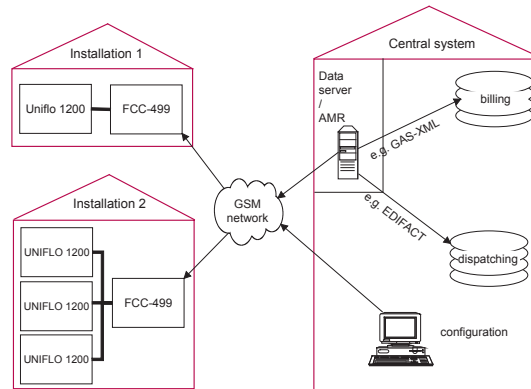 Installation 1
Uniflo 1200
FCC-499
Installation 2
UNIFLO 1200
UNIFLO 1200
UNIFLO 1200
FCC-499
GSM
network
Central system
Data
server
/
AMR
billing
e.g. GAS-XML
e.g. EDIFACT
dispatching
configuration